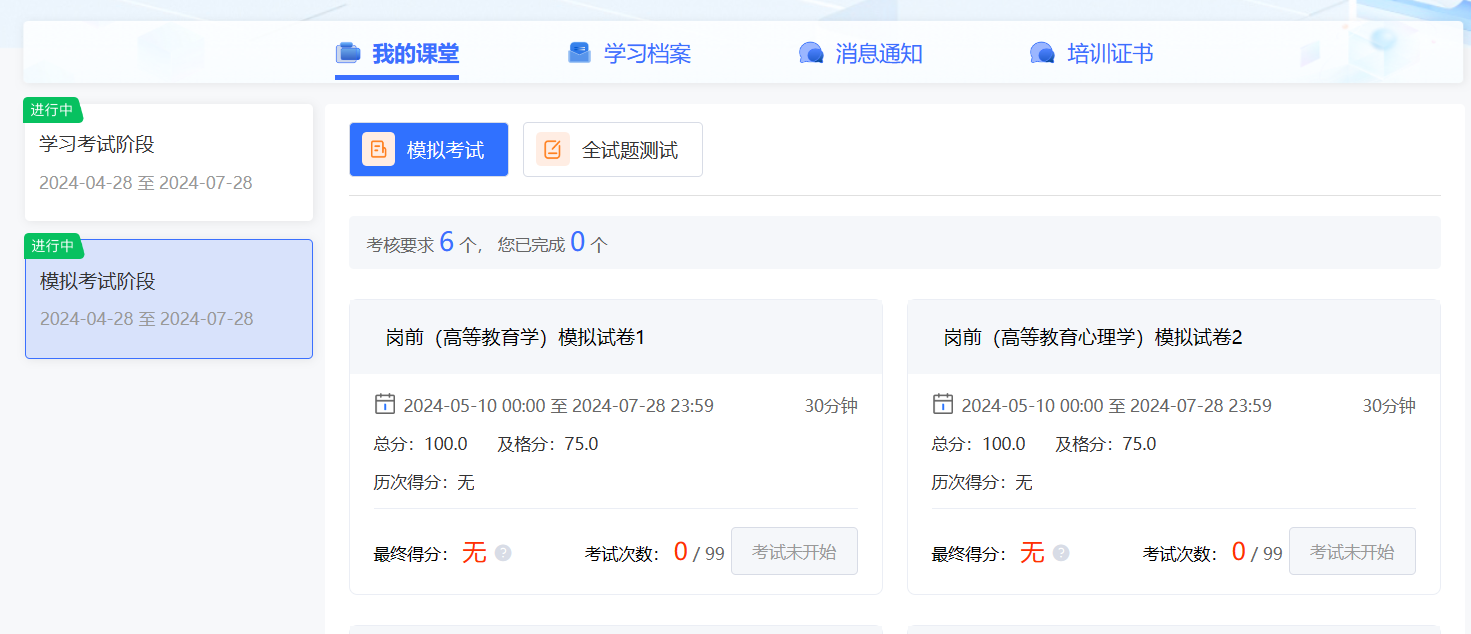 我的课堂
学习档案
消息通知
培训证书
进行中
学习考试阶段
2024-04-28 至 2024-07-28
进行中
模拟考试阶段
2024-04-28 至 2024-07-28
模拟考试
全试题测试
考核要求 6 个， 您已完成 0 个
岗前（高等教育学）模拟试卷1
2024-05-10 00:00 至 2024-07-28 23:59 30分钟
总分：100.0 及格分：75.0
历次得分：无
最终得分： 无 ? 考试次数： 0 / 99 考试未开始
岗前（高等教育心理学）模拟试卷2
2024-05-10 00:00 至 2024-07-28 23:59 30分钟
总分：100.0 及格分：75.0
历次得分：无
最终得分： 无 ? 考试次数： 0 / 99 考试未开始